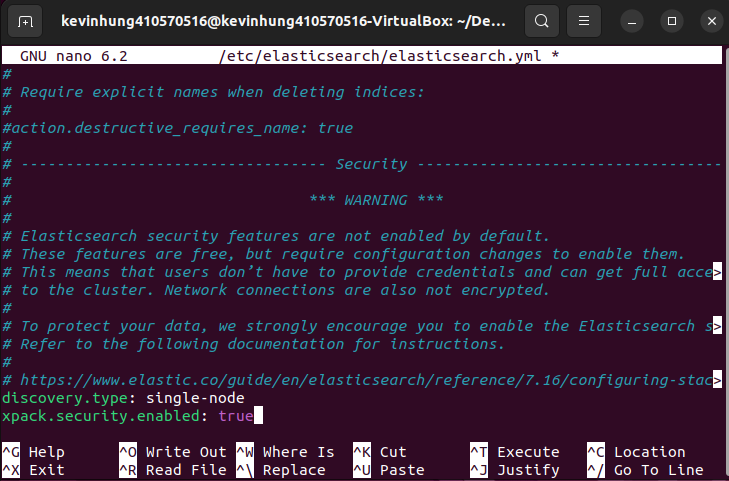 kevinhung410570516@kevinhung410570516-VirtualBox: ~/De...
GNU nano 6.2 /etc/elasticsearch/elasticsearch.yml *
#
# Require explicit names when deleting indices:
#
#action.destructive_requires_name: true
#
# ---------------------------------- Security ----------------------------------
#
# *** WARNING ***
#
# Elasticsearch security features are not enabled by default.
# These features are free, but require configuration changes to enable them.
# This means that users don’t have to provide credentials and can get full acce>
# to the cluster. Network connections are also not encrypted.
#
# To protect your data, we strongly encourage you to enable the Elasticsearch s>
# Refer to the following documentation for instructions.
#
# https://www.elastic.co/guide/en/elasticsearch/reference/7.16/configuring-stac>
discovery.type: single-node
xpack.security.enabled: true
^G Help ^O Write Out ^W Where Is ^K Cut ^T Execute ^C Location
^X Exit ^R Read File ^\ Replace ^U Paste ^J Justify ^/ Go To Line